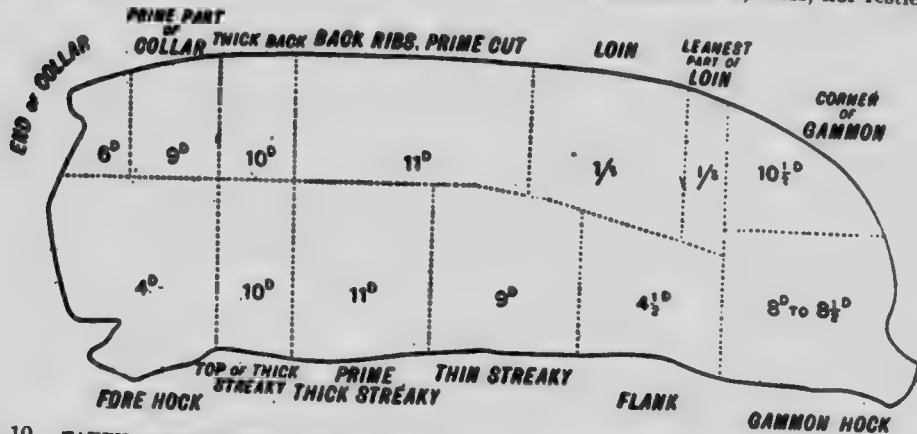 PRIME PART
OF
COLLAR
THICK BACK
BACK RIBS, PRIME CUT
LOIN
LEANEST
PART OF
LOIN
END OF COLLAR
CORNER
OF
GAMMON
6D
9D
10D
11D
1/s
1/s
10½D
4D
10D
11D
9D
4½D
8D TO 8½D
FORE HOCK
TOP OF THICK
STREAKY
PRIME
THICK STREAKY
THIN STREAKY
FLANK
GAMMON HOCK
10